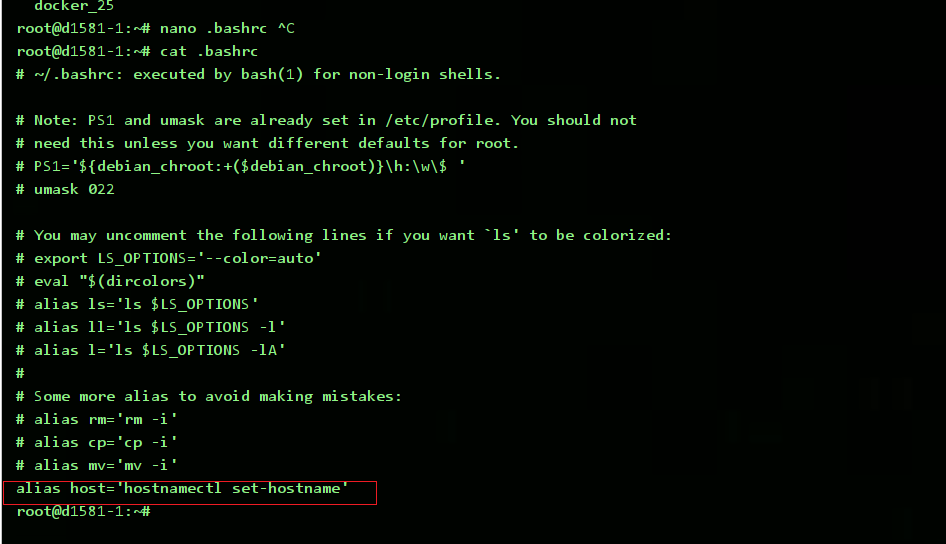 docker_25
root@d1581-1:~# nano .bashrc ^C
root@d1581-1:~# cat .bashrc
# ~/.bashrc: executed by bash(1) for non-login shells.
# Note: PS1 and umask are already set in /etc/profile. You should not
# need this unless you want different defaults for root.
# PS1='${debian_chroot:+($debian_chroot)}\h:\w\$ '
# umask 022
# You may uncomment the following lines if you want `ls' to be colorized:
# export LS_OPTIONS='--color=auto'
# eval "$(dircolors)"
# alias ls='ls $LS_OPTIONS'
# alias ll='ls $LS_OPTIONS -l'
# alias l='ls $LS_OPTIONS -lA'
#
# Some more alias to avoid making mistakes:
# alias rm='rm -i'
# alias cp='cp -i'
# alias mv='mv -i'
alias host='hostnamectl set-hostname'
root@d1581-1:~#